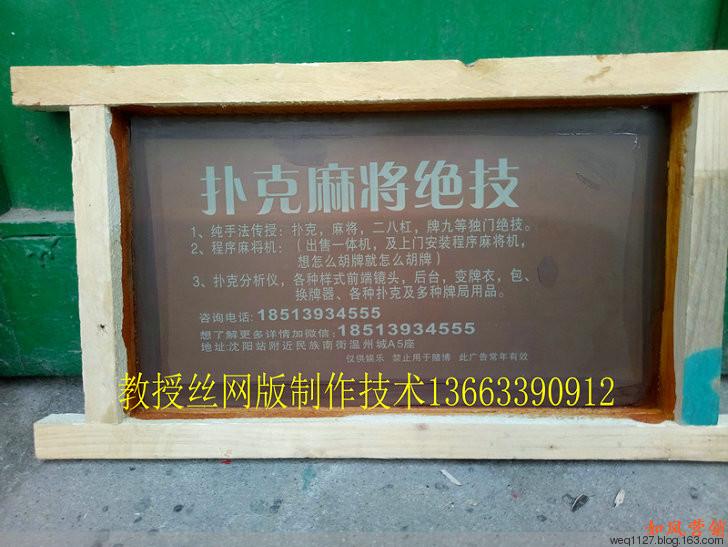 扑克麻将绝技
1、纯手法传授：扑克，麻将，二八杠，牌九等独门绝技。
2、程序麻将机：（出售一体机，及上门安装程序麻将机，
想怎么胡牌就怎么胡牌）
3、扑克分析仪，各种样式前端镜头，后台，变牌衣，包、
换牌器、各种扑克及多种牌局用品。
咨询电话：18513934555
想了解更多详情加微信：18513934555
地址：沈阳站附近民族南街温州城A5座
仅供娱乐 禁止用于赌博 此广告常年有效
教授丝网版制作技术13663390912
和风营销
weq1127.blog.163.com